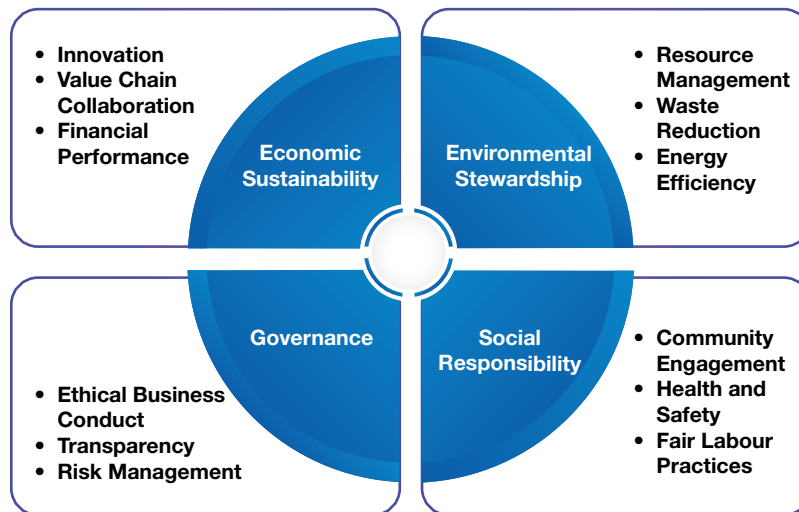 • Innovation
• Value Chain
Collaboration
• Financial
Performance
Economic
Sustainability
Environmental
Stewardship
• Resource
Management
• Waste
Reduction
• Energy
Efficiency
Governance
• Ethical Business
Conduct
• Transparency
• Risk Management
Social
Responsibility
• Community
Engagement
• Health and
Safety
• Fair Labour
Practices